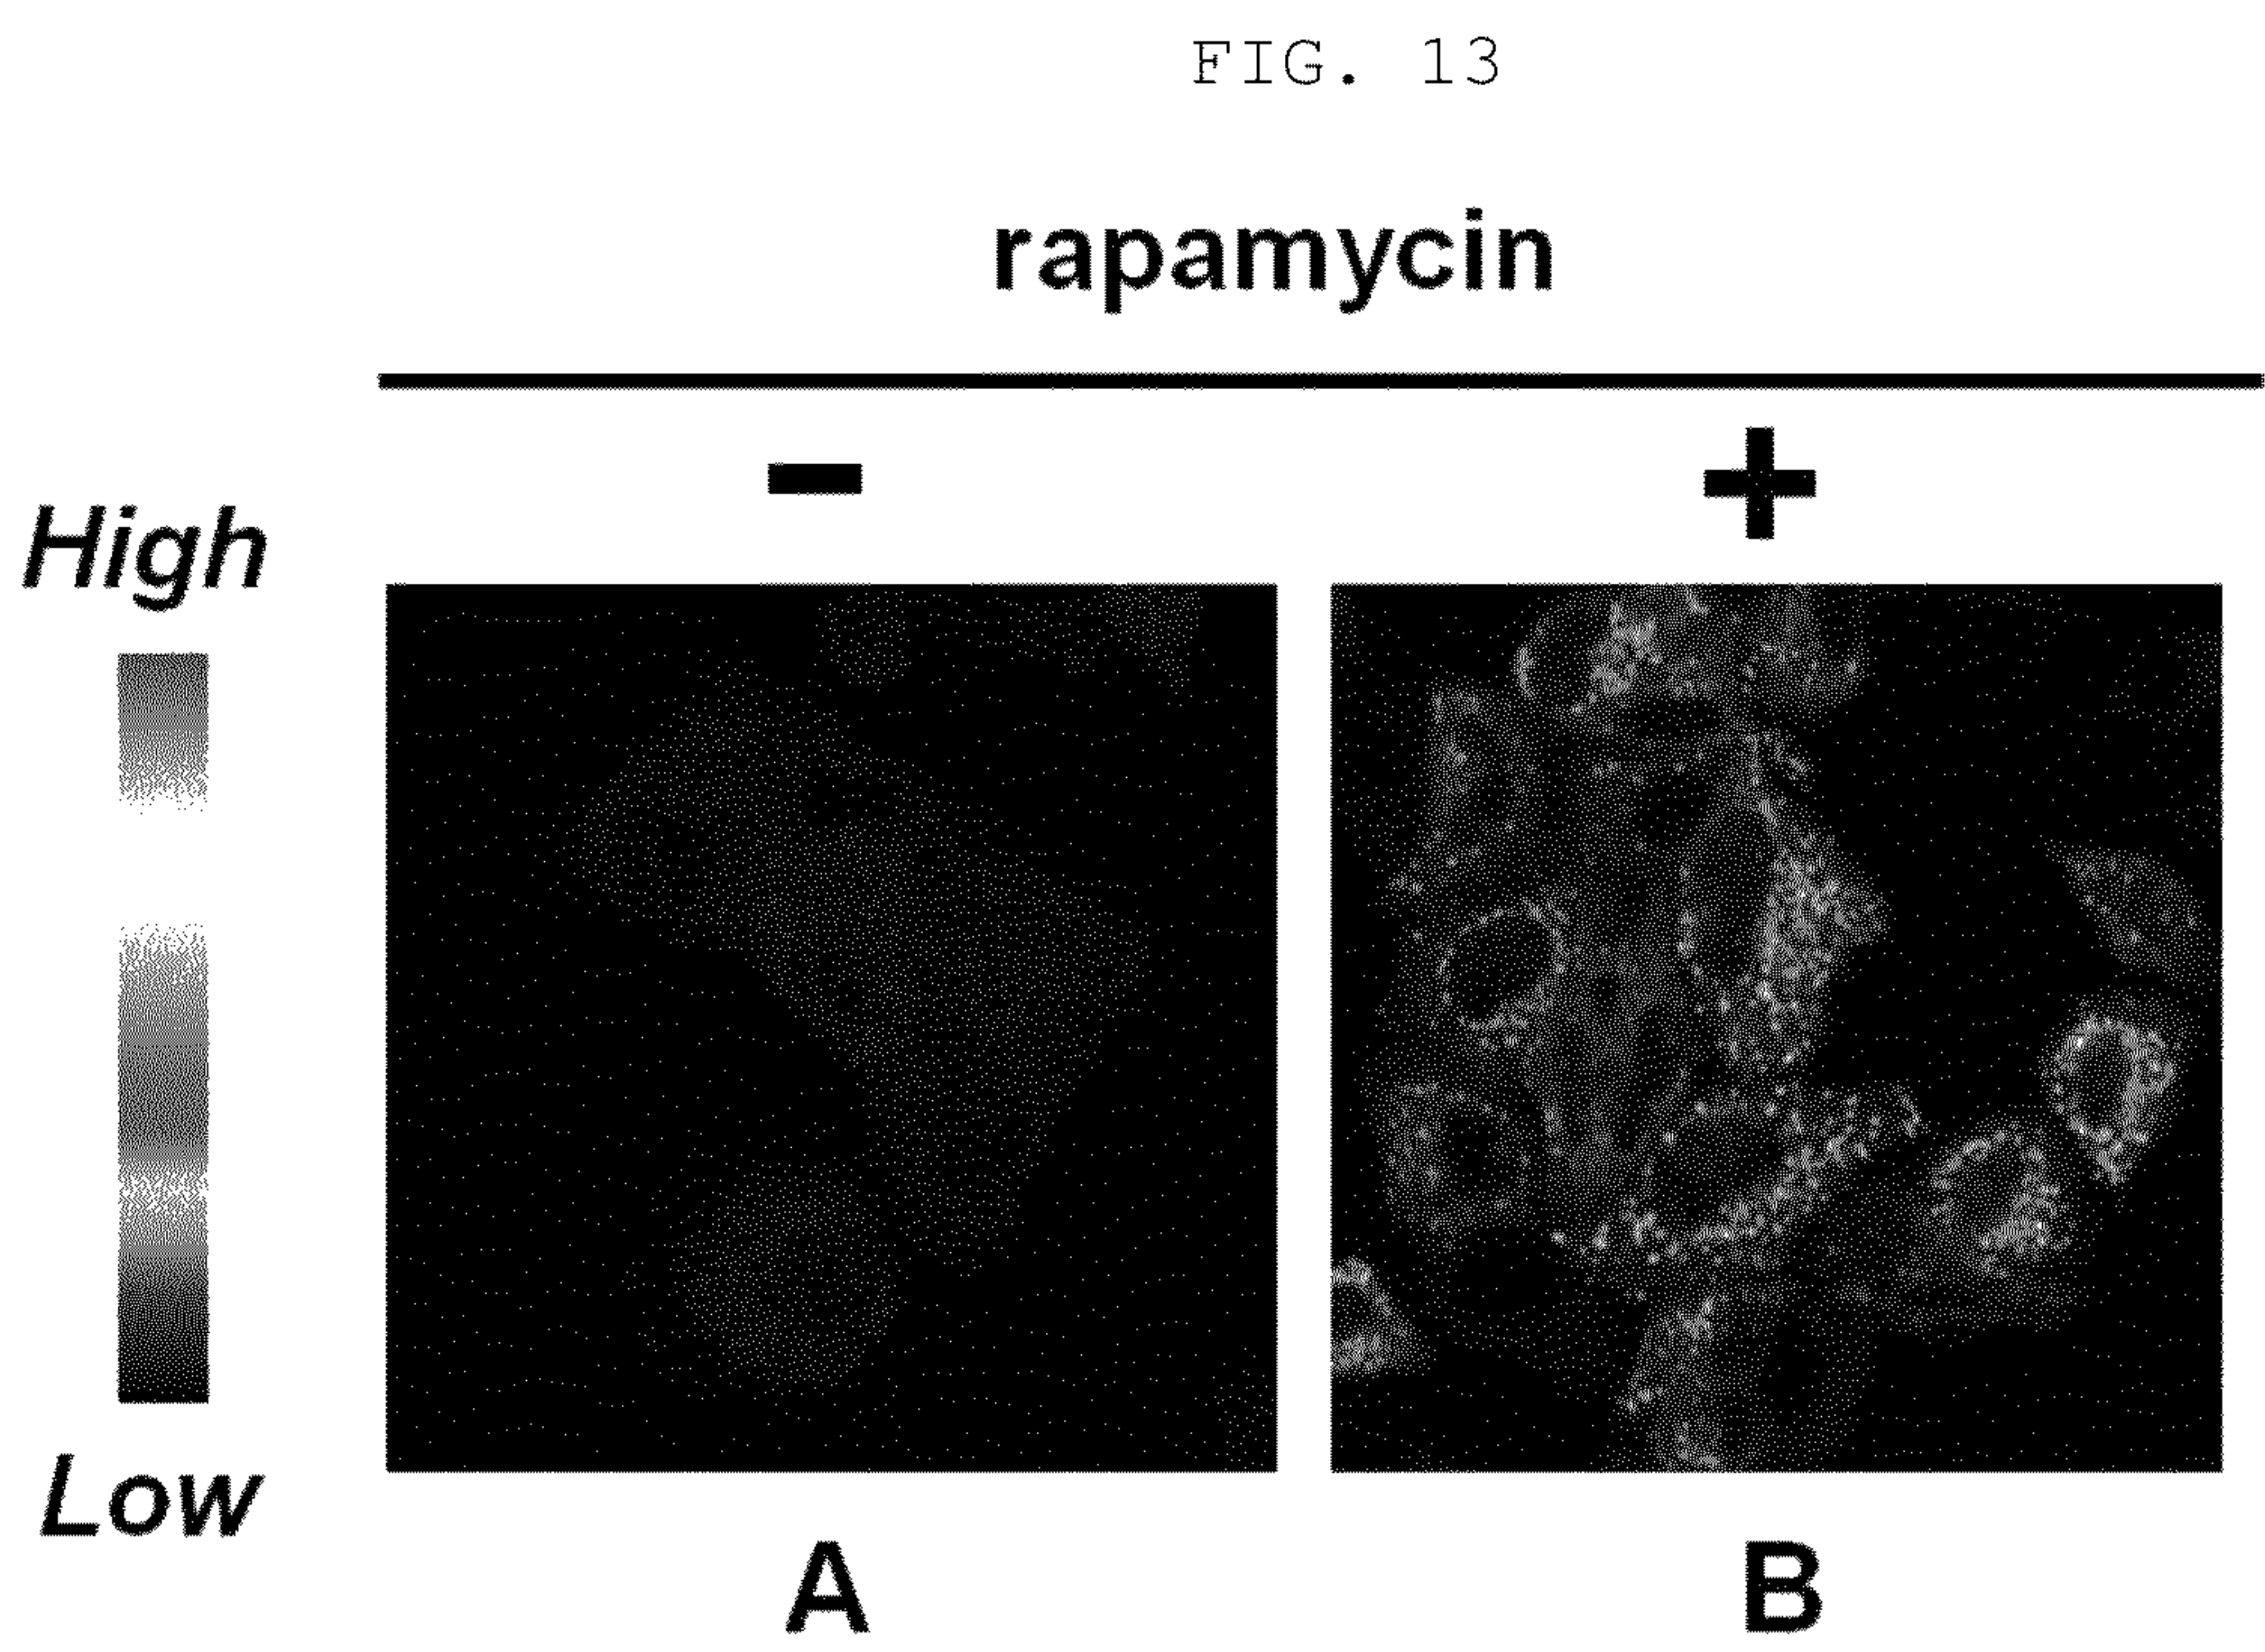 FIG. 13
rapamycin
− +
High
Low
A B